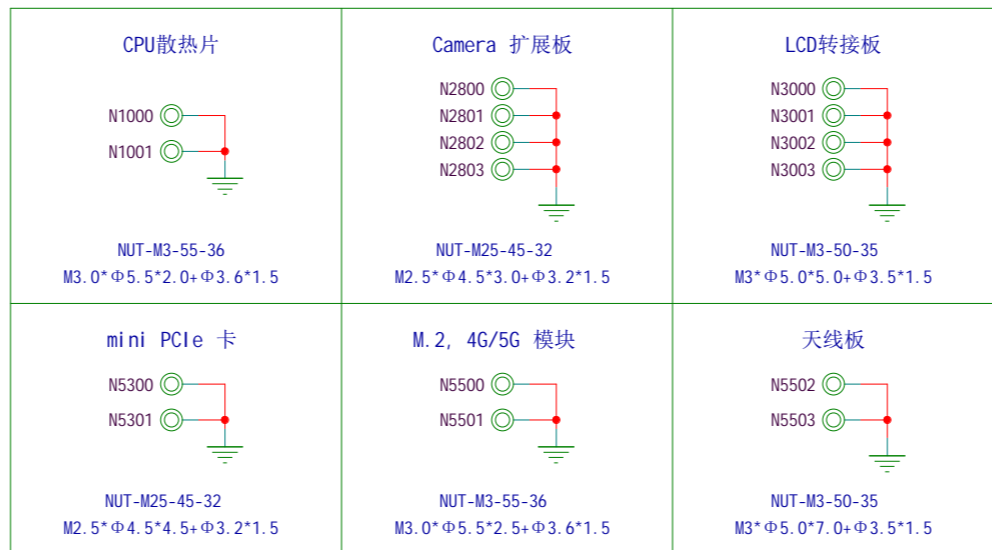 CPU散热片
N1000
N1001
NUT-M3-55-36
M3.0*Φ5.5*2.0+Φ3.6*1.5
Camera 扩展板
N2800
N2801
N2802
N2803
NUT-M25-45-32
M2.5*Φ4.5*3.0+Φ3.2*1.5
LCD转接板
N3000
N3001
N3002
N3003
NUT-M3-50-35
M3*Φ5.0*5.0+Φ3.5*1.5
mini PCIe 卡
N5300
N5301
NUT-M25-45-32
M2.5*Φ4.5*4.5+Φ3.2*1.5
M.2, 4G/5G 模块
N5500
N5501
NUT-M3-55-36
M3.0*Φ5.5*2.5+Φ3.6*1.5
天线板
N5502
N5503
NUT-M3-50-35
M3*Φ5.0*7.0+Φ3.5*1.5